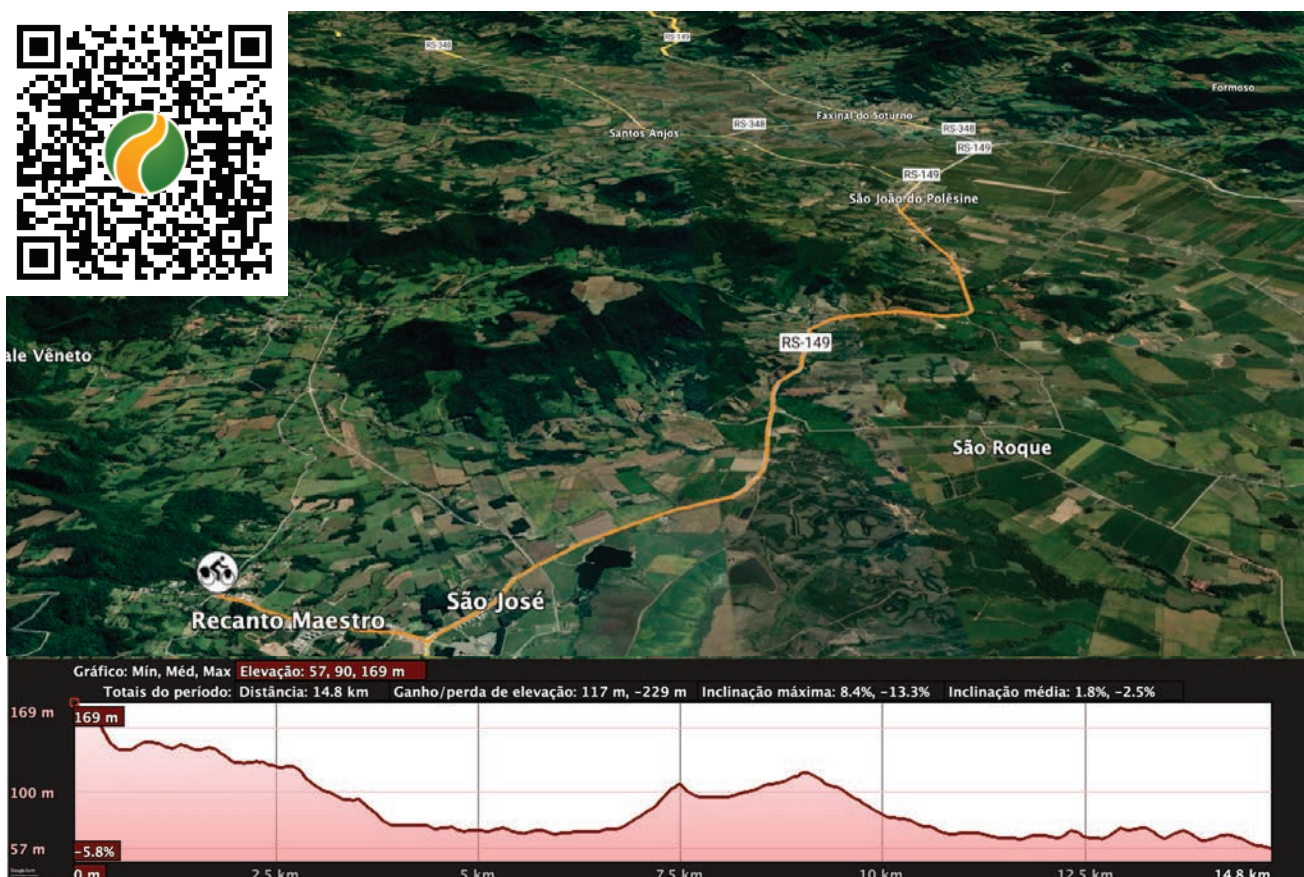 RS-348
RS-149
Formoso
Santos Anjos
RS-348
Faxinal do Soturno
RS-348
RS-149
RS-149
São João do Polêsine
RS-149
ale Vêneto
São Roque
São José
Recanto Maestro
Gráfico: Mín, Méd, Max Elevação: 57, 90, 169 m
Totais do período: Distância: 14.8 km Ganho/perda de elevação: 117 m, -229 m Inclinação máxima: 8.4%, -13.3% Inclinação média: 1.8%, -2.5%
169 m
169 m
100 m
57 m
-5.8%
0 m 2.5 km 5 km 7.5 km 10 km 12.5 km 14.8 km